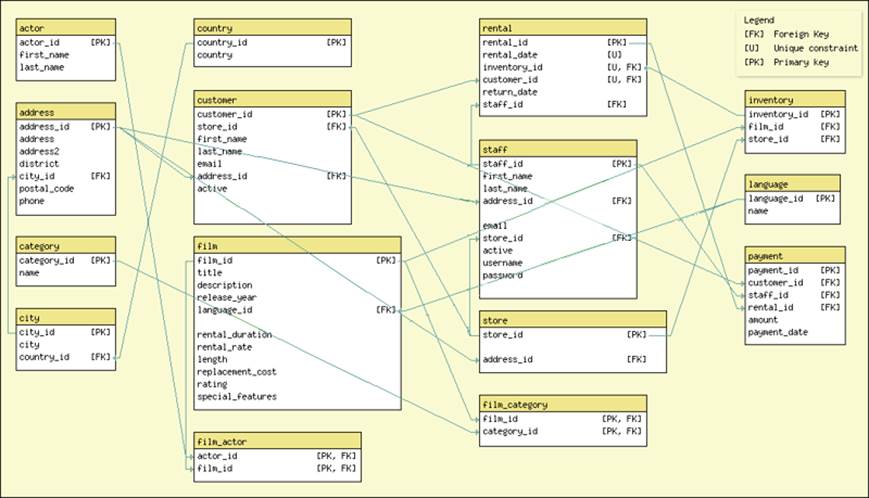 actor
actor_id [PK]
first_name
last_name
address
address_id [PK]
address
address2
district
city_id [FK]
postal_code
phone
category
category_id [PK]
name
city
city_id [PK]
city
country_id [FK]
country
country_id [PK]
country
customer
customer_id [PK]
store_id [FK]
first_name
last_name
email
address_id [FK]
active
film
film_id [PK]
title
description
release_year
language_id [FK]
rental_duration
rental_rate
length
replacement_cost
rating
special_features
film_actor
actor_id [PK, FK]
film_id [PK, FK]
rental
rental_id [PK]
rental_date [U]
inventory_id [U, FK]
customer_id [U, FK]
return_date
staff_id [FK]
staff
staff_id [PK]
first_name
last_name
address_id [FK]
email
store_id [FK]
active
username
password
store
store_id [PK]
address_id [FK]
film_category
film_id [PK, FK]
category_id [PK, FK]
Legend
[FK] Foreign Key
[U] Unique constraint
[PK] Primary key
inventory
inventory_id [PK]
film_id [FK]
store_id [FK]
language
language_id [PK]
name
payment
payment_id [PK]
customer_id [FK]
staff_id [FK]
rental_id [FK]
amount
payment_date